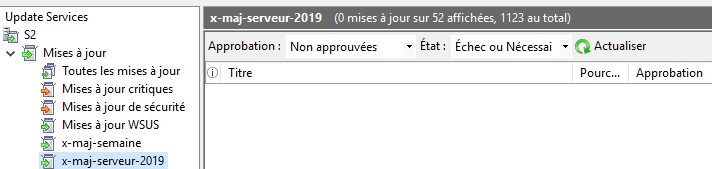 Update Services
S2
Mises à jour
Toutes les mises à jour
Mises à jour critiques
Mises à jour de sécurité
Mises à jour WSUS
x-maj-semaine
x-maj-serveur-2019
x-maj-serveur-2019 (0 mises à jour sur 52 affichées, 1123 au total)
Approbation : Non approuvées État : Échec ou Nécessai Actualiser
Titre Pourc... Approbation